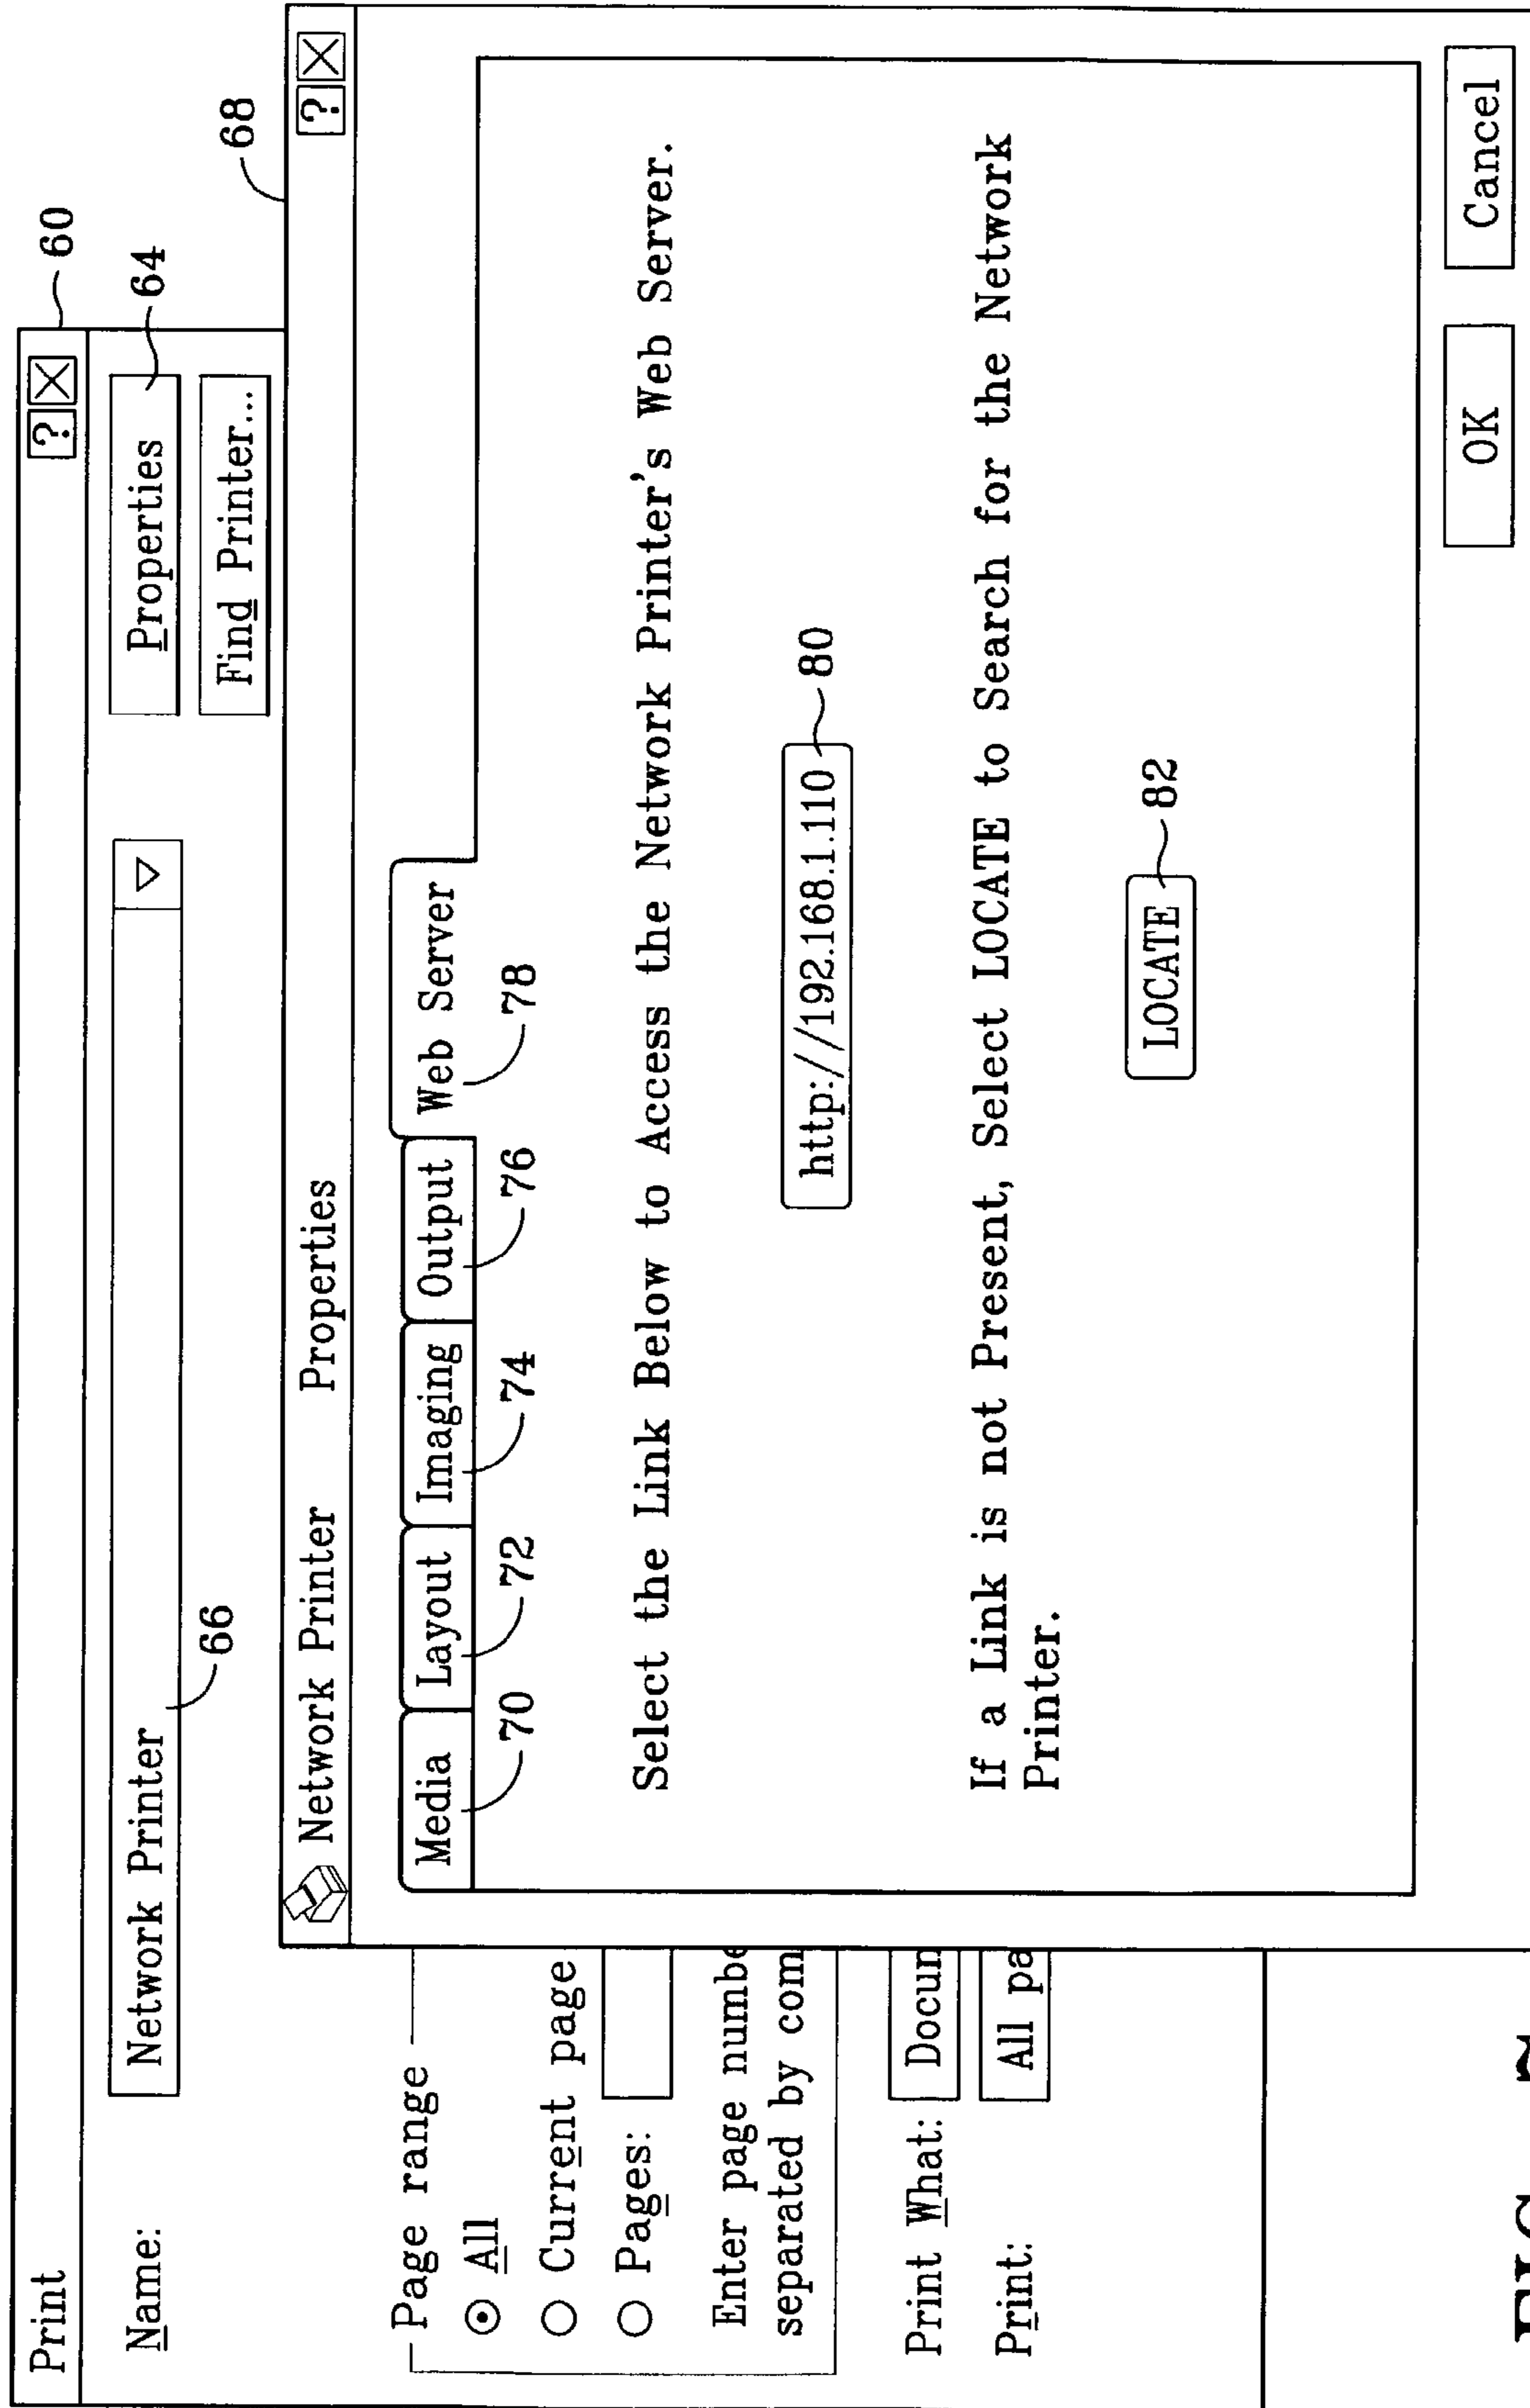 Print
? X
60
Name:
Network Printer
66
Properties
64
Find Printer...
68
Network Printer Properties
? X
Media
Layout
Imaging
Output
Web Server
70
72
74
76
78
Select the Link Below to Access the Network Printer's Web Server.
http://192.168.1.110
80
If a Link is not Present, Select LOCATE to Search for the Network
Printer.
LOCATE
82
OK
Cancel
Page range
All
Current page
Pages:
Enter page numbe
separated by com
Print What:
Docum
Print:
All pa